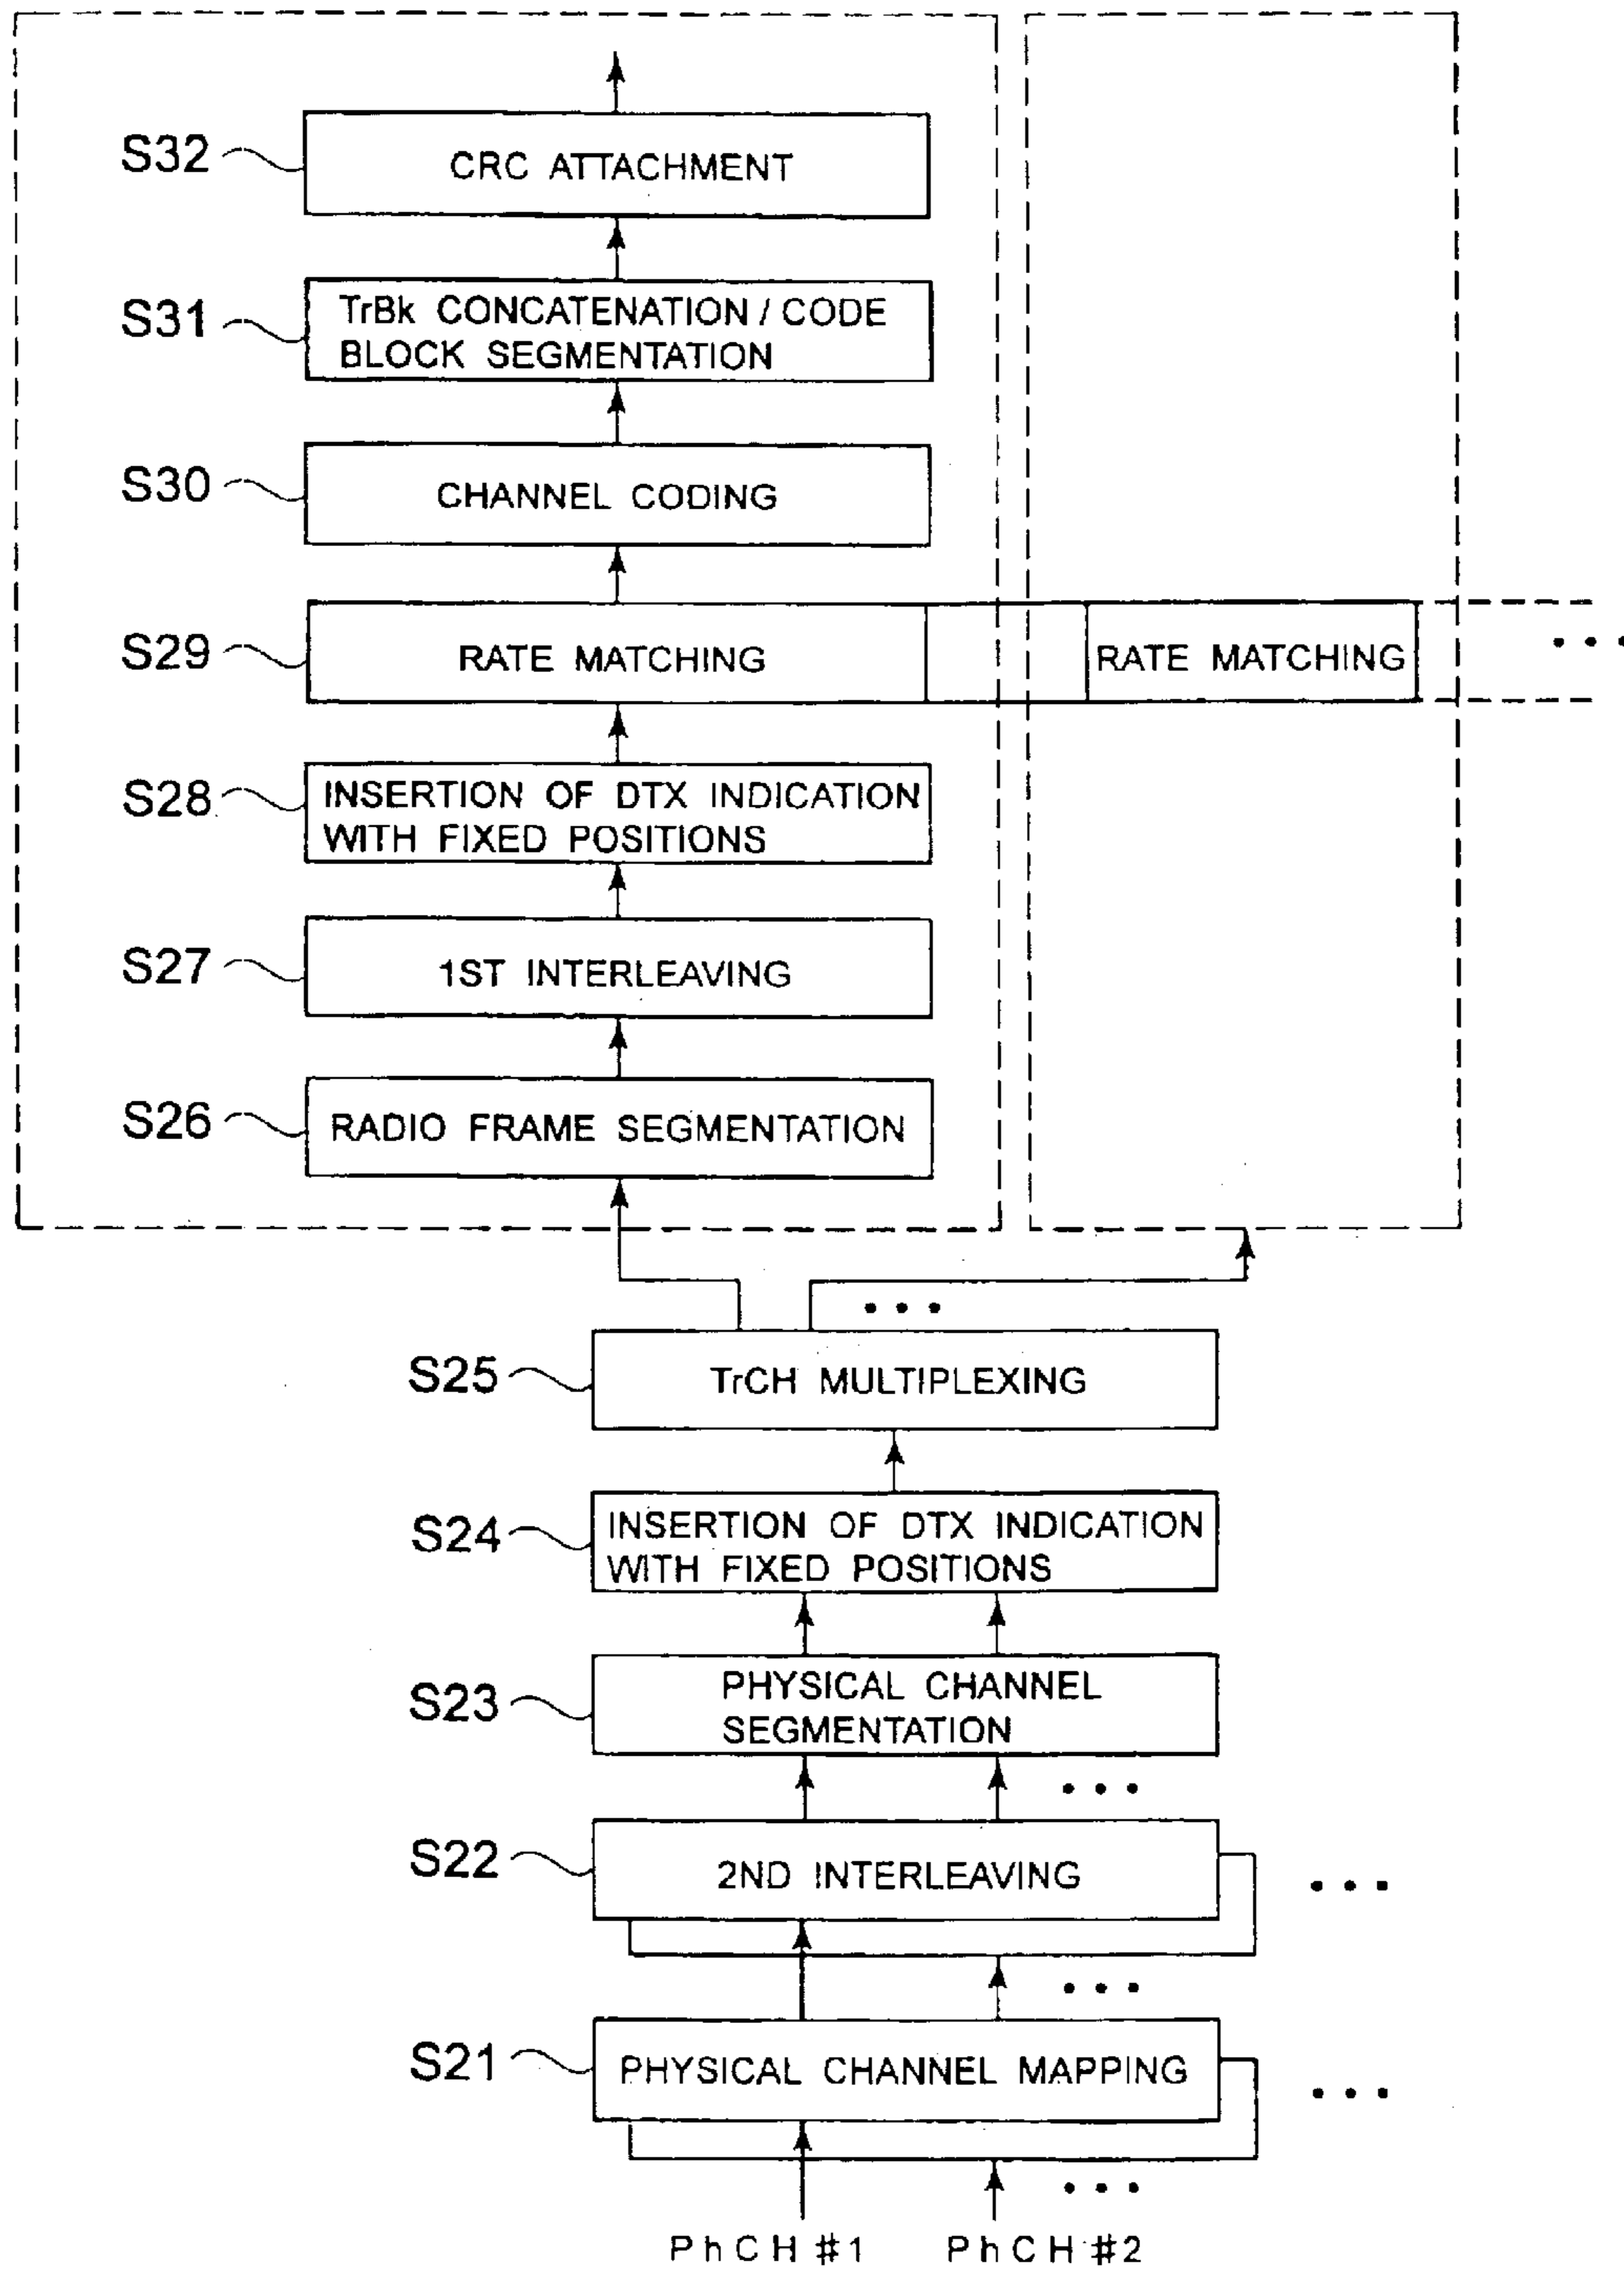 S32
CRC ATTACHMENT
S31
TrBk CONCATENATION / CODE
BLOCK SEGMENTATION
S30
CHANNEL CODING
S29
RATE MATCHING
RATE MATCHING
S28
INSERTION OF DTX INDICATION
WITH FIXED POSITIONS
S27
1ST INTERLEAVING
S26
RADIO FRAME SEGMENTATION
S25
TrCH MULTIPLEXING
S24
INSERTION OF DTX INDICATION
WITH FIXED POSITIONS
S23
PHYSICAL CHANNEL
SEGMENTATION
S22
2ND INTERLEAVING
S21
PHYSICAL CHANNEL MAPPING
PhCH #1
PhCH #2